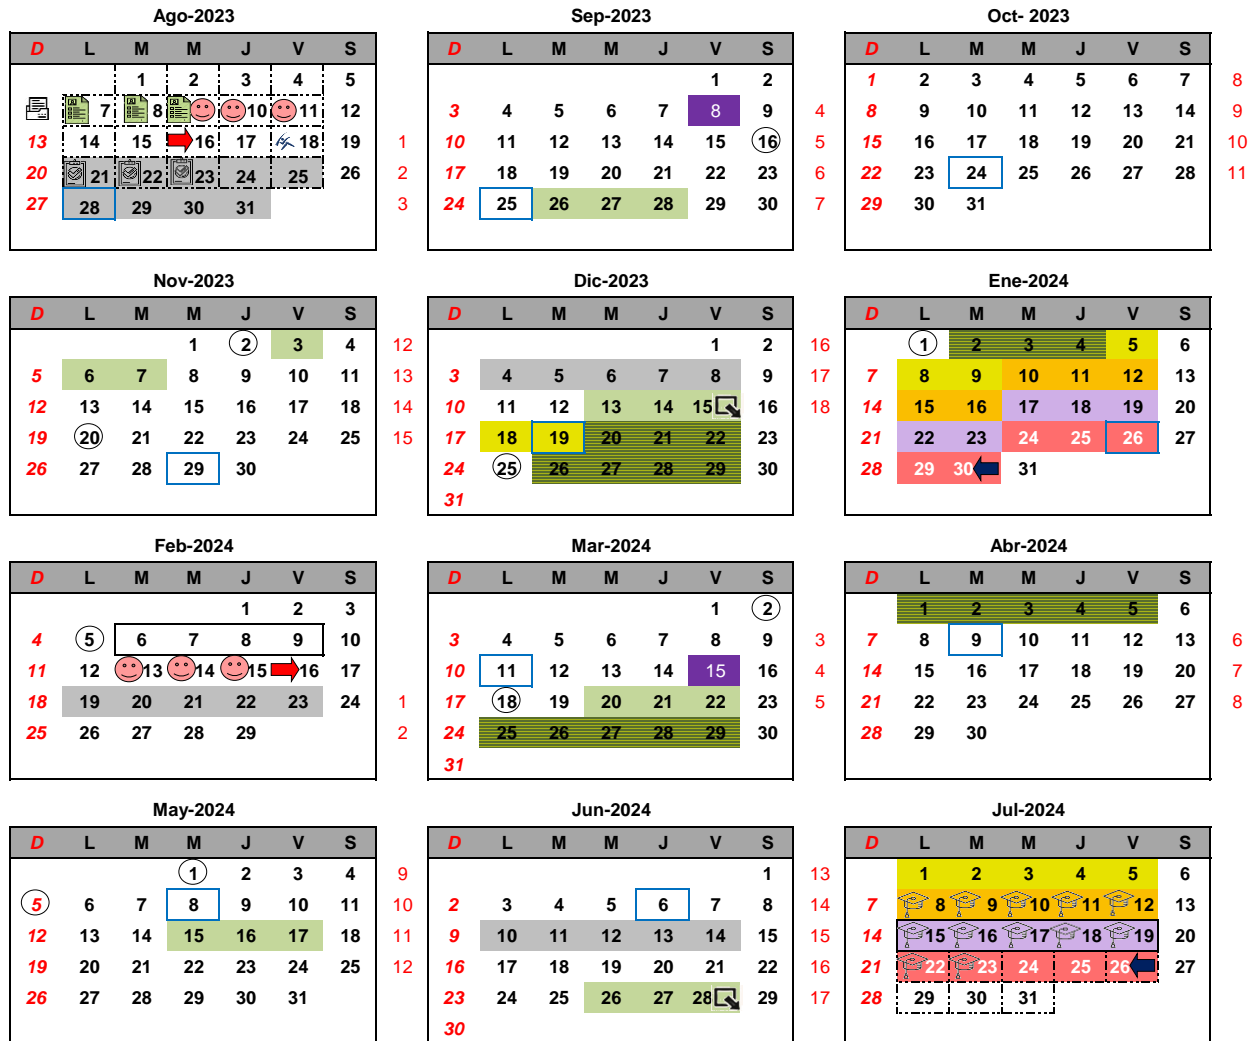 Ago-2023 Sep-2023 Oct- 2023
D L M M J V S D L M M J V S D L M M J V S
1 2 3 4 5 1 2 1 2 3 4 5 6 7 8
7 8 10 11 12 3 4 5 6 7 8 9 4 8 9 10 11 12 13 14 9
13 14 15 16 17 18 19 1 10 11 12 13 14 15 16 5 15 16 17 18 19 20 21 10
20 21 22 23 24 25 26 2 17 18 19 20 21 22 23 6 22 23 24 25 26 27 28 11
27 28 29 30 31 3 24 25 26 27 28 29 30 7 29 30 31
Nov-2023 Dic-2023 Ene-2024
D L M M J V S D L M M J V S D L M M J V S
1 2 3 4 12 1 2 16 1 2 3 4 5 6
5 6 7 8 9 10 11 13 3 4 5 6 7 8 9 17 7 8 9 10 11 12 13
12 13 14 15 16 17 18 14 10 11 12 13 14 15 16 18 14 15 16 17 18 19 20
19 20 21 22 23 24 25 15 17 18 19 20 21 22 23 21 22 23 24 25 26 27
26 27 28 29 30 24 25 26 27 28 29 30 28 29 30 31
31
Feb-2024 Mar-2024 Abr-2024
D L M M J V S D L M M J V S D L M M J V S
1 2 3 1 2 1 2 3 4 5 6
4 5 6 7 8 9 10 3 4 5 6 7 8 9 3 7 8 9 10 11 12 13 6
11 12 13 14 15 16 17 10 11 12 13 14 15 16 4 14 15 16 17 18 19 20 7
18 19 20 21 22 23 24 1 17 18 19 20 21 22 23 5 21 22 23 24 25 26 27 8
25 26 27 28 29 2 24 25 26 27 28 29 30 28 29 30
31
May-2024 Jun-2024 Jul-2024
D L M M J V S D L M M J V S D L M M J V S
1 2 3 4 9 1 13 1 2 3 4 5 6
5 6 7 8 9 10 11 10 2 3 4 5 6 7 8 14 7 8 9 10 11 12 13
12 13 14 15 16 17 18 11 9 10 11 12 13 14 15 15 14 15 16 17 18 19 20
19 20 21 22 23 24 25 12 16 17 18 19 20 21 22 16 21 22 23 24 25 26 27
26 27 28 29 30 31 23 24 25 26 27 28 29 17 28 29 30 31
30